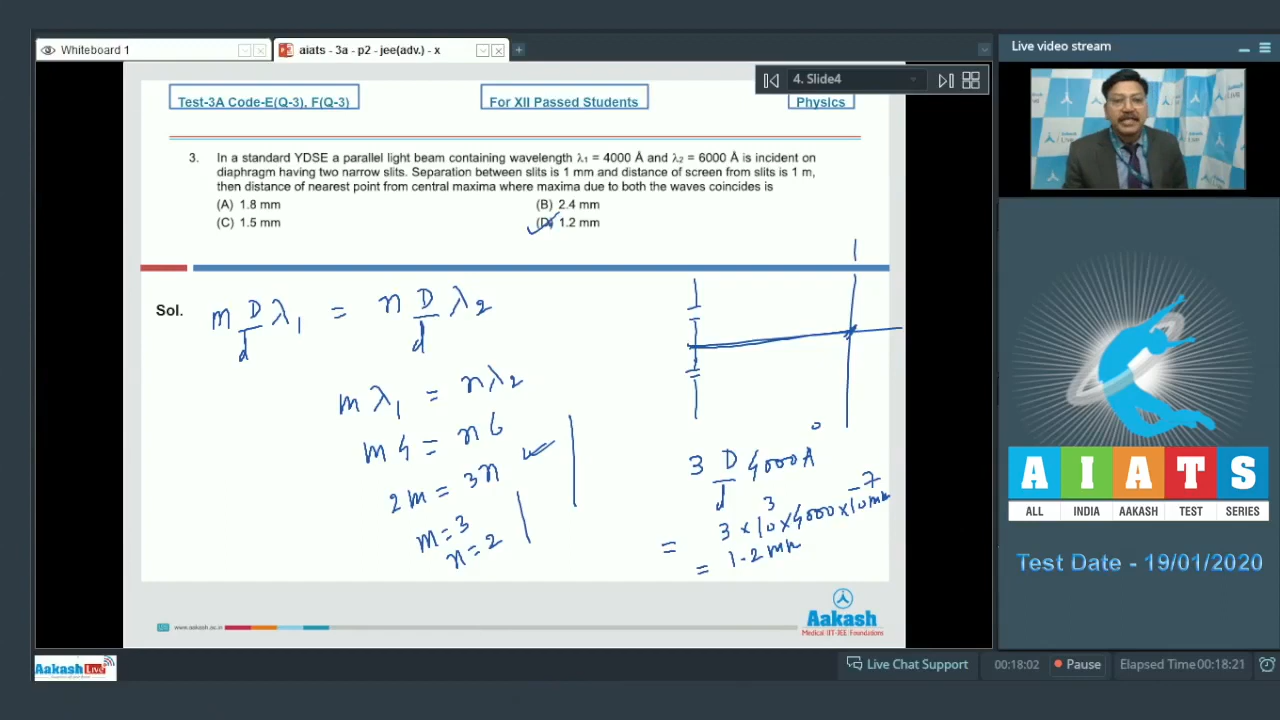 Whiteboard 1
aiats - 3a - p2 - jee(adv.) - x
Live video stream
4. Slide4
Test-3A Code-E(Q-3), F(Q-3)
For XII Passed Students
Physics
3. In a standard YDSE a parallel light beam containing wavelength λ₁ = 4000 Å and λ₂ = 6000 Å is incident on
diaphragm having two narrow slits. Separation between slits is 1 mm and distance of screen from slits is 1 m,
then distance of nearest point from central maxima where maxima due to both the waves coincides is
(A) 1.8 mm (B) 2.4 mm
(C) 1.5 mm (D) 1.2 mm
Sol.
m D/d λ₁ = n D/d λ₂
m λ₁ = n λ₂
m 4 = n 6
2m = 3n
m = 3
n = 2
3 D/d 4000 Å
= 3 × 10³ × 4000 × 10⁻⁷ mm
= 1.2 mm
www.aakash.ac.in
Aakash
Medical | IIT-JEE | Foundations
A I A T S
ALL INDIA AAKASH TEST SERIES
Test Date - 19/01/2020
Aakash Live
Live Chat Support
00:18:02
Pause
Elapsed Time 00:18:21